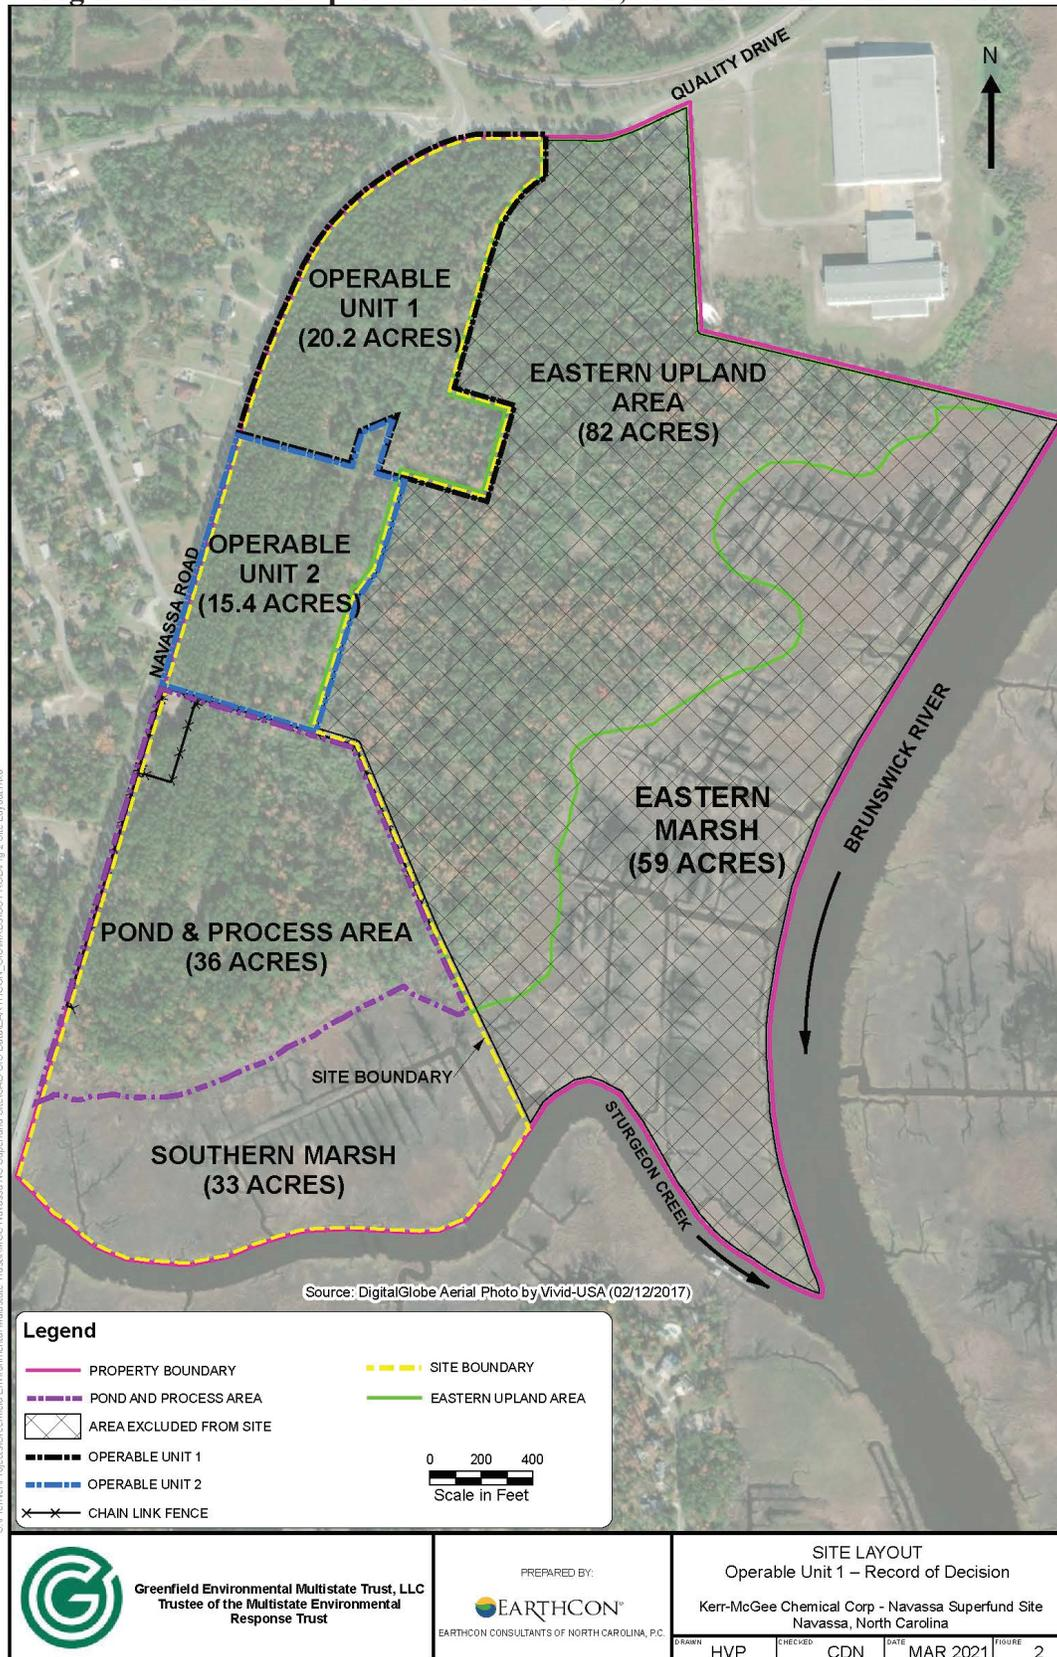 QUALITY DRIVE
N
OPERABLE
UNIT 1
(20.2 ACRES)
EASTERN UPLAND
AREA
(82 ACRES)
OPERABLE
UNIT 2
(15.4 ACRES)
NAVASSA ROAD
BRUNSWICK RIVER
EASTERN
MARSH
(59 ACRES)
POND & PROCESS AREA
(36 ACRES)
SITE BOUNDARY
STURGEON CREEK
SOUTHERN MARSH
(33 ACRES)
Source: DigitalGlobe Aerial Photo by Vivid-USA (02/12/2017)
Legend
PROPERTY BOUNDARY
POND AND PROCESS AREA
AREA EXCLUDED FROM SITE
OPERABLE UNIT 1
OPERABLE UNIT 2
CHAIN LINK FENCE
SITE BOUNDARY
EASTERN UPLAND AREA
0 200 400
Scale in Feet
Greenfield Environmental Multistate Trust, LLC
Trustee of the Multistate Environmental
Response Trust
PREPARED BY:
EARTHCON®
EARTHCON CONSULTANTS OF NORTH CAROLINA, P.C.
SITE LAYOUT
Operable Unit 1 – Record of Decision
Kerr-McGee Chemical Corp - Navassa Superfund Site
Navassa, North Carolina
DRAWN HVP CHECKED CDN DATE MAR 2021 FIGURE 2